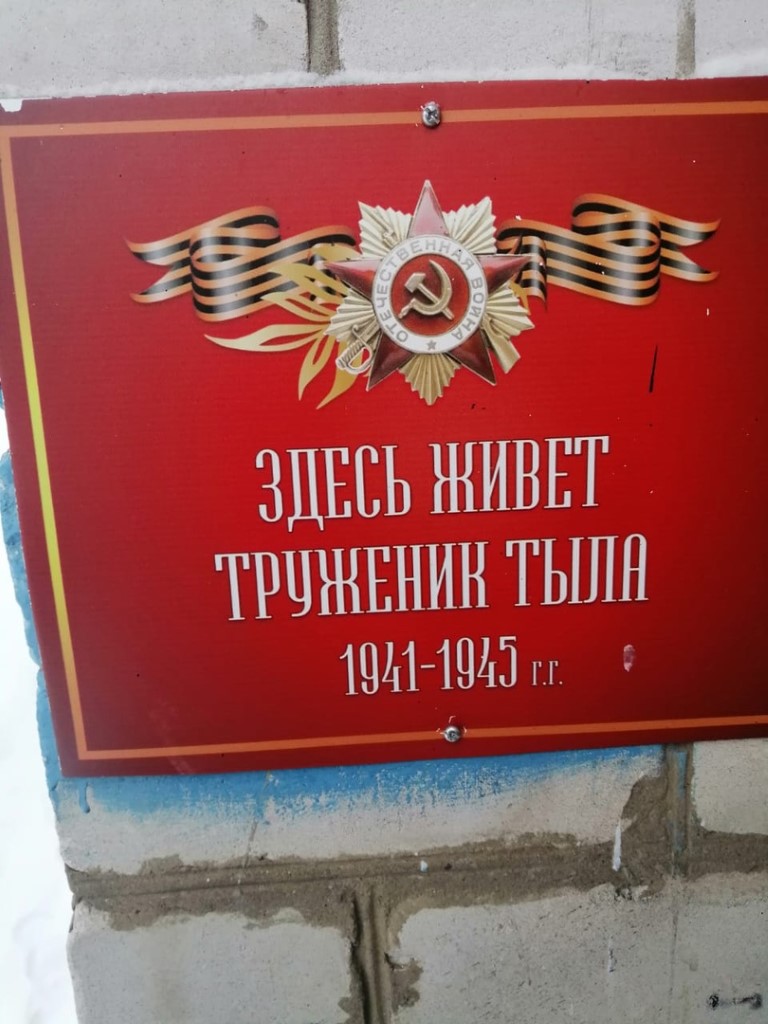 ОТЕЧЕСТВЕННАЯ ВОЙНА
ЗДЕСЬ ЖИВЕТ
ТРУЖЕНИК ТЫЛА
1941-1945 г.г.